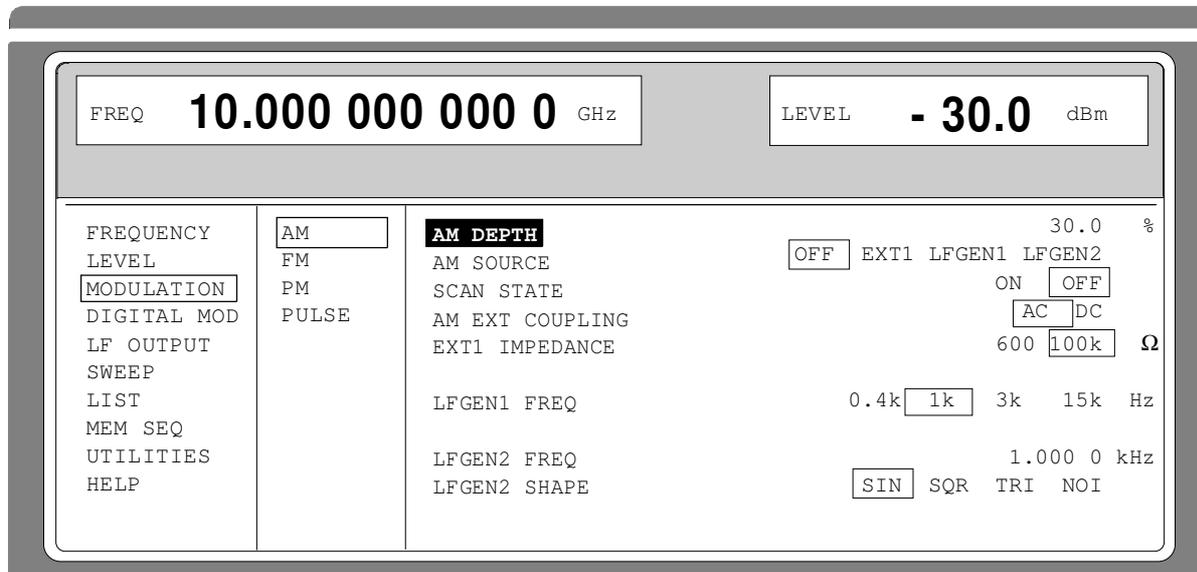 FREQ 10.000 000 000 0 GHz LEVEL - 30.0 dBm
FREQUENCY AM AM DEPTH 30.0 %
LEVEL FM AM SOURCE OFF EXT1 LFGEN1 LFGEN2
MODULATION PM SCAN STATE ON OFF
DIGITAL MOD PULSE AM EXT COUPLING AC DC
LF OUTPUT EXT1 IMPEDANCE 600 100k Ω
SWEEP
LIST LFGEN1 FREQ 0.4k 1k 3k 15k Hz
MEM SEQ
UTILITIES LFGEN2 FREQ 1.000 0 kHz
HELP LFGEN2 SHAPE SIN SQR TRI NOI